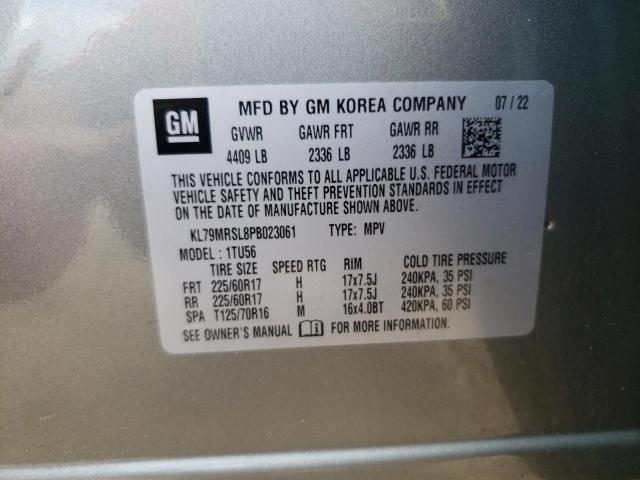 GM
MFD BY GM KOREA COMPANY 07 / 22
GVWR GAWR FRT GAWR RR
4409 LB 2336 LB 2336 LB
THIS VEHICLE CONFORMS TO ALL APPLICABLE U.S. FEDERAL MOTOR
VEHICLE SAFETY AND THEFT PREVENTION STANDARDS IN EFFECT
ON THE DATE OF MANUFACTURE SHOWN ABOVE.
KL79MRSL8PB023061 TYPE: MPV
MODEL : 1TU56
TIRE SIZE SPEED RTG RIM COLD TIRE PRESSURE
FRT 225/60R17 H 17x7.5J 240KPA, 35 PSI
RR 225/60R17 H 17x7.5J 240KPA, 35 PSI
SPA T125/70R16 M 16x4.0BT 420KPA, 60 PSI
SEE OWNER'S MANUAL FOR MORE INFORMATION.